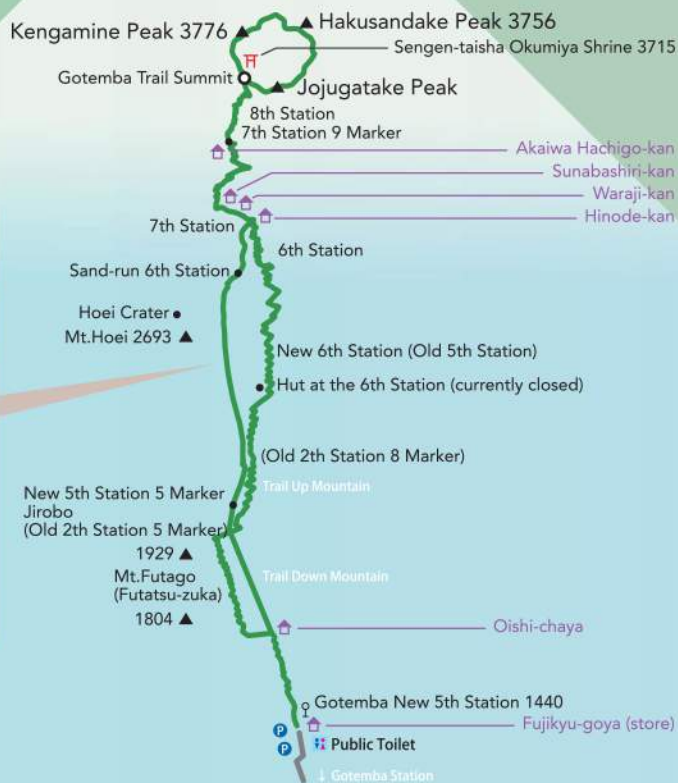 Kengamine Peak 3776
Hakusandake Peak 3756
Sengen-taisha Okumiya Shrine 3715
Gotemba Trail Summit
Jojugatake Peak
8th Station
7th Station 9 Marker
Akaiwa Hachigo-kan
Sunabashiri-kan
Waraji-kan
Hinode-kan
7th Station
6th Station
Sand-run 6th Station
Hoei Crater
Mt.Hoei 2693
New 6th Station (Old 5th Station)
Hut at the 6th Station (currently closed)
(Old 2th Station 8 Marker)
Trail Up Mountain
New 5th Station 5 Marker
Jirobo
(Old 2th Station 5 Marker)
1929
Mt.Futago
(Futatsu-zuka)
Trail Down Mountain
1804
Oishi-chaya
Gotemba New 5th Station 1440
Fujikyu-goya (store)
P
P
Public Toilet
↓ Gotemba Station